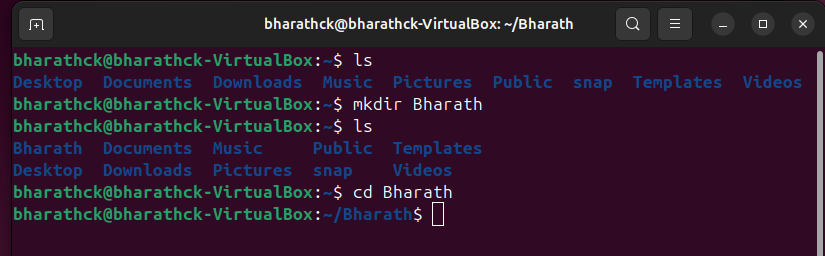 bharathck@bharathck-VirtualBox: ~/Bharath
bharathck@bharathck-VirtualBox:~$ ls
Desktop  Documents  Downloads  Music  Pictures  Public  snap  Templates  Videos
bharathck@bharathck-VirtualBox:~$ mkdir Bharath
bharathck@bharathck-VirtualBox:~$ ls
Bharath  Documents  Music     Public  Templates
Desktop  Downloads  Pictures  snap    Videos
bharathck@bharathck-VirtualBox:~$ cd Bharath
bharathck@bharathck-VirtualBox:~/Bharath$